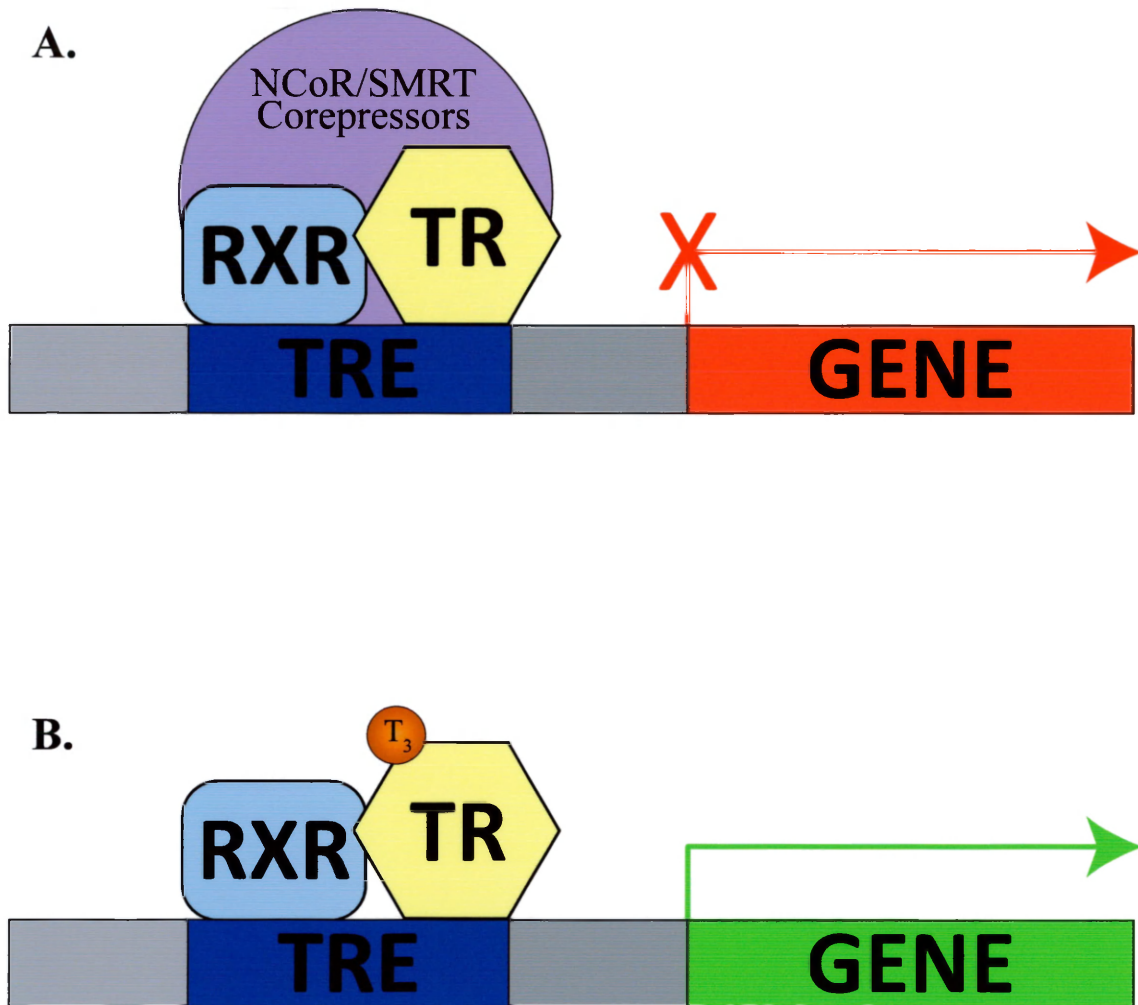 A.
NCoR/SMRT
Corepressors
RXR
TR
X
TRE
GENE
B.
T₃
RXR
TR
TRE
GENE